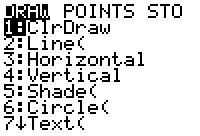 DRAW POINTS STO
1:ClrDraw
2:Line(
3:Horizontal
4:Vertical
5:Shade(
6:Circle(
7↓Text(